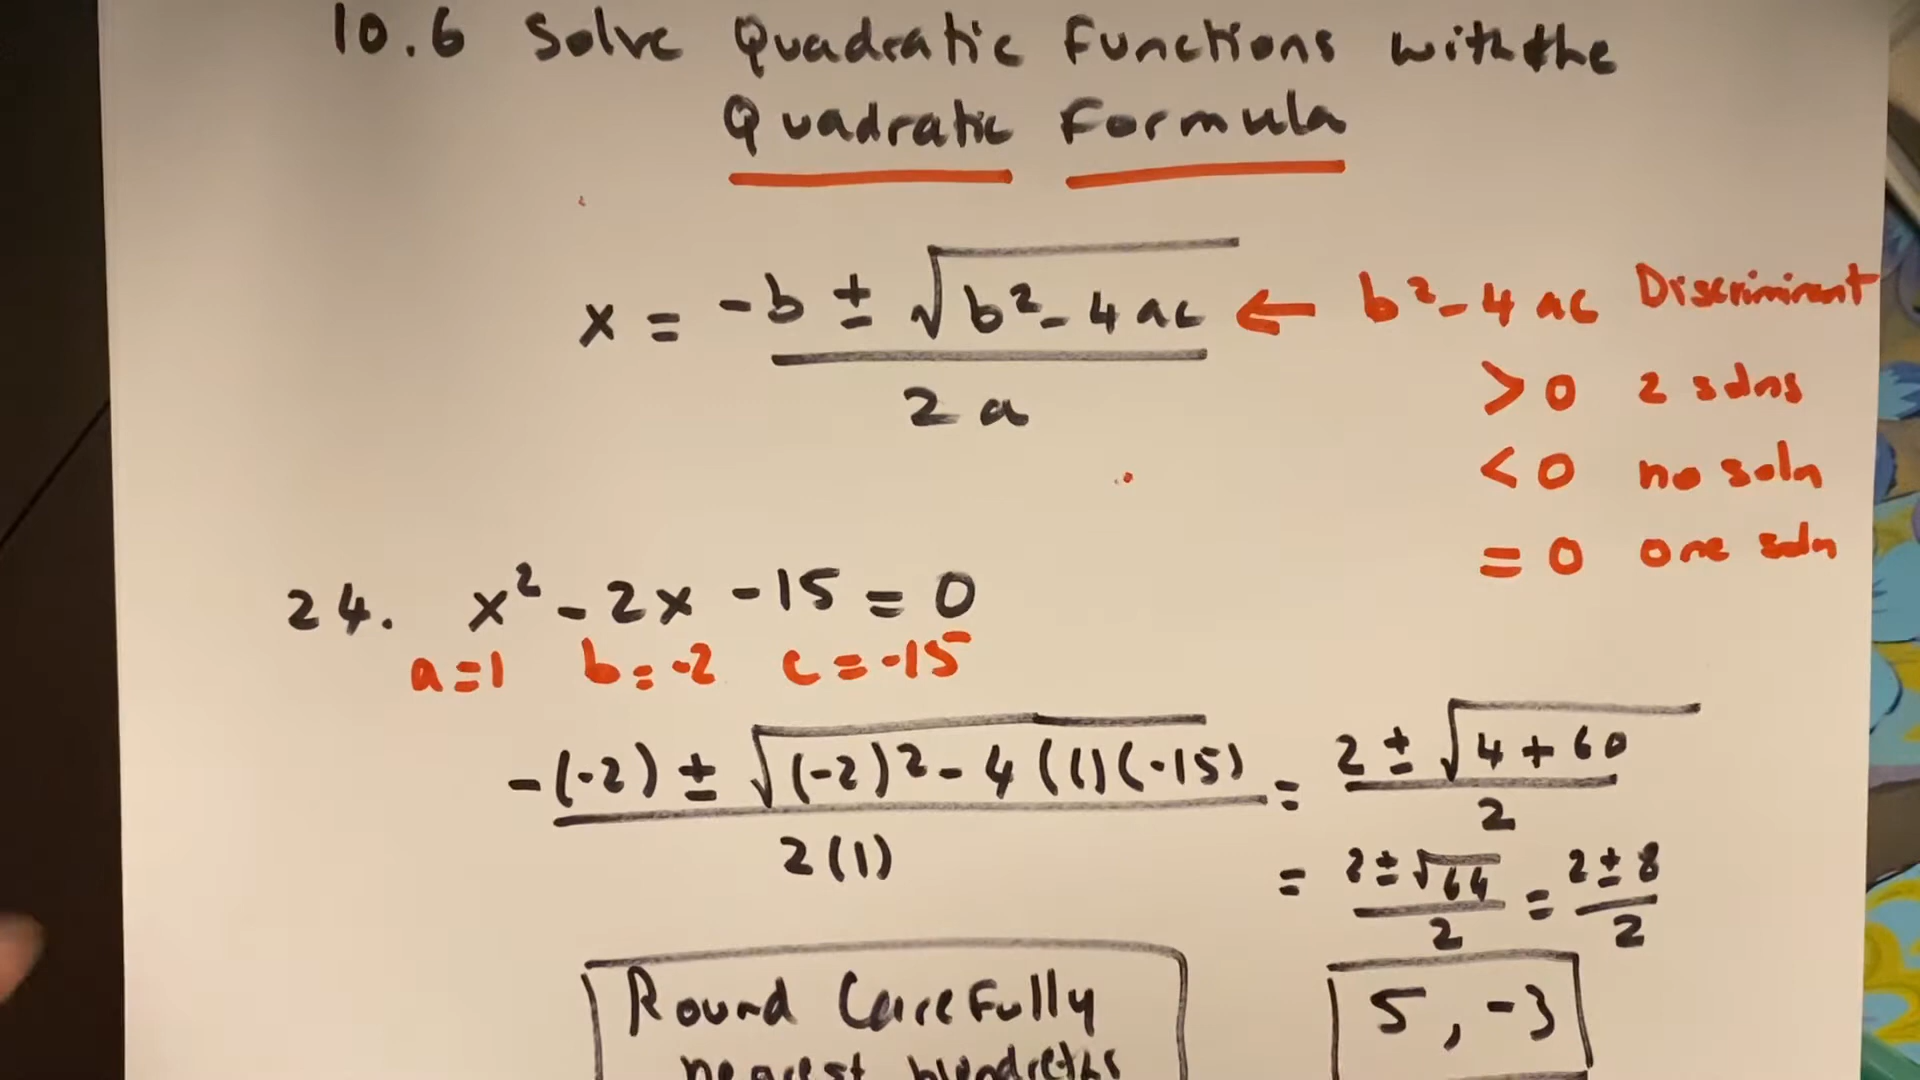 10.6 Solve Quadratic Functions with the
Quadratic Formula
x = -b ± √b² - 4ac / 2a ← b² - 4ac Discriminant
> 0 2 solns
< 0 no soln
= 0 one soln
24. x² - 2x - 15 = 0
a = 1 b = -2 c = -15
-(-2) ± √(-2)² - 4(1)(-15) / 2(1) = 2 ± √4 + 60 / 2
= 2 ± √64 / 2 = 2 ± 8 / 2
5, -3
Round Carefully
nearest hundreths